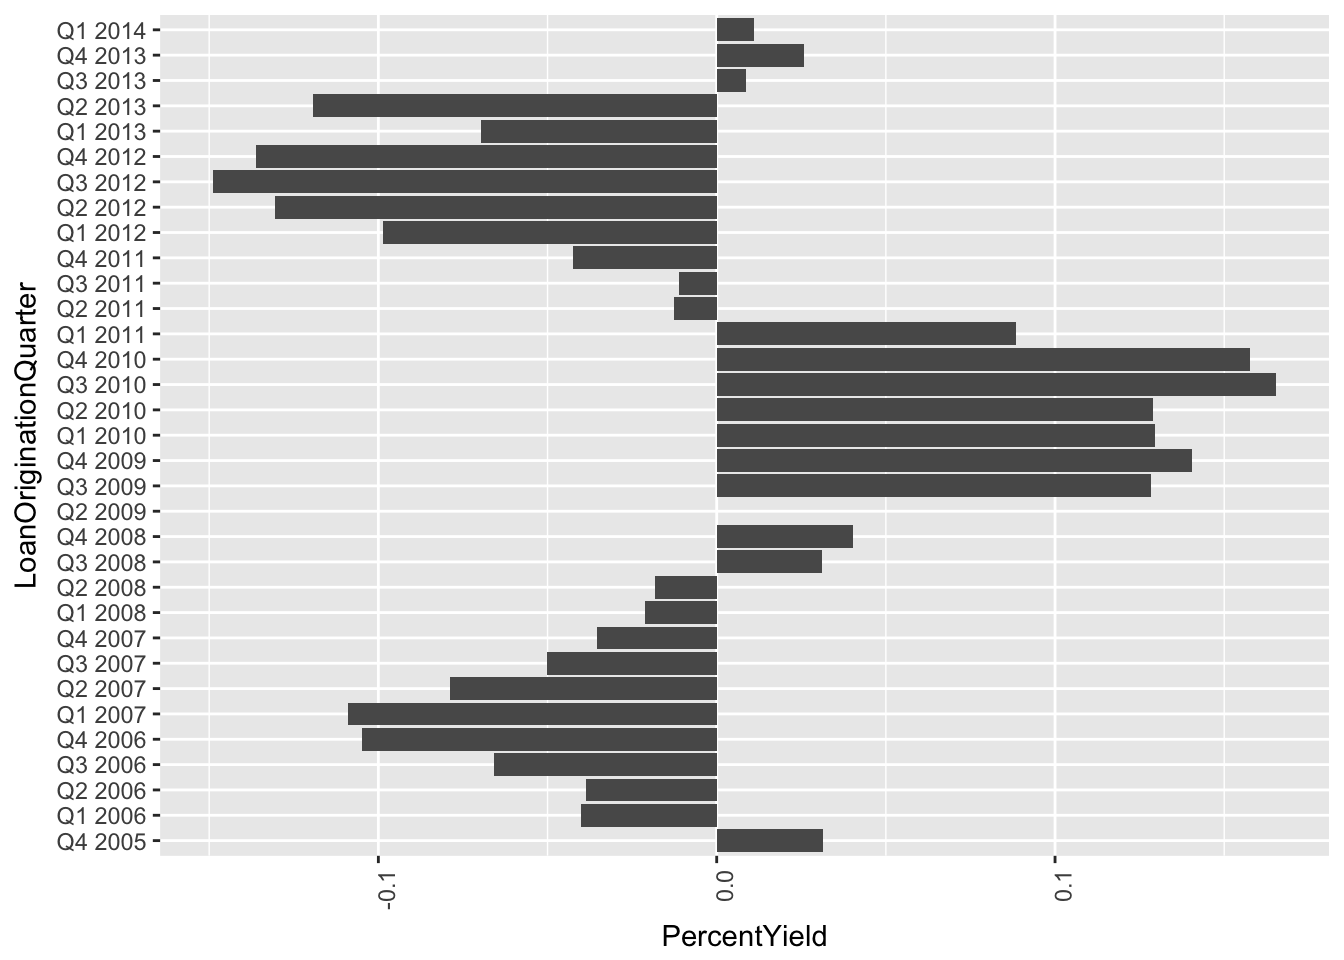 Q1 2014
Q4 2013
Q3 2013
Q2 2013
Q1 2013
Q4 2012
Q3 2012
Q2 2012
Q1 2012
Q4 2011
Q3 2011
Q2 2011
Q1 2011
Q4 2010
Q3 2010
Q2 2010
Q1 2010
Q4 2009
Q3 2009
Q2 2009
Q4 2008
Q3 2008
Q2 2008
Q1 2008
Q4 2007
Q3 2007
Q2 2007
Q1 2007
Q4 2006
Q3 2006
Q2 2006
Q1 2006
Q4 2005
LoanOriginationQuarter
-0.1
0.0
0.1
PercentYield